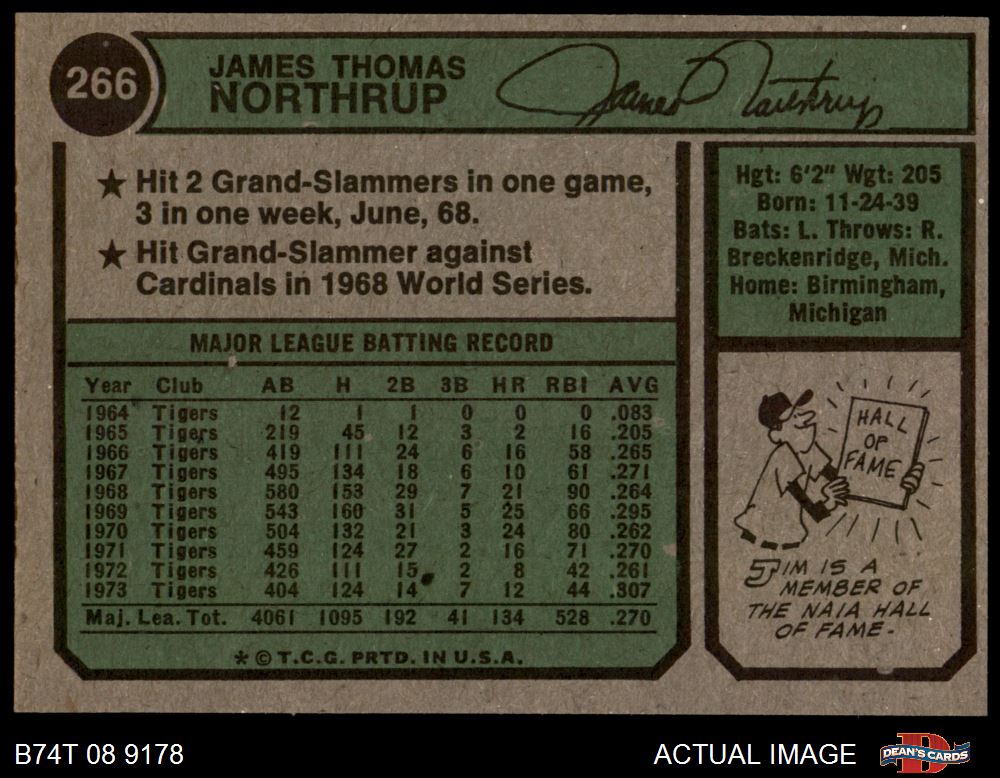 266
JAMES THOMAS
NORTHRUP
James Northrup
★ Hit 2 Grand-Slammers in one game,
3 in one week, June, 68.
★ Hit Grand-Slammer against
Cardinals in 1968 World Series.
Hgt: 6'2" Wgt: 205
Born: 11-24-39
Bats: L. Throws: R.
Breckenridge, Mich.
Home: Birmingham,
Michigan
MAJOR LEAGUE BATTING RECORD
Year Club AB H 2B 3B HR RBI AVG
1964 Tigers 12 1 1 0 0 0 .083
1965 Tigers 219 45 12 3 2 16 .205
1966 Tigers 419 111 24 6 16 58 .265
1967 Tigers 495 134 18 6 10 61 .271
1968 Tigers 580 153 29 7 21 90 .264
1969 Tigers 543 160 31 5 25 66 .295
1970 Tigers 504 132 21 3 24 80 .262
1971 Tigers 459 124 27 2 16 71 .270
1972 Tigers 426 111 15 2 8 42 .261
1973 Tigers 404 124 14 7 12 44 .307
Maj. Lea. Tot. 4061 1095 192 41 134 528 .270
* © T.C.G. PRTD. IN U.S.A.
HALL
OF
FAME
JIM IS A
MEMBER OF
THE NAIA HALL
OF FAME-
B74T 08 9178
ACTUAL IMAGE
D
DEAN'S CARDS